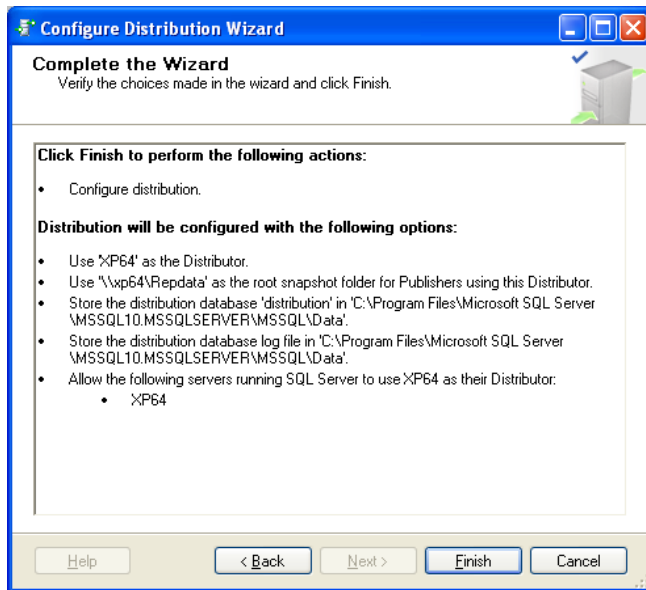 Configure Distribution Wizard
Complete the Wizard
Verify the choices made in the wizard and click Finish.
Click Finish to perform the following actions:
• Configure distribution.
Distribution will be configured with the following options:
• Use 'XP64' as the Distributor.
• Use '\\xp64\Repdata' as the root snapshot folder for Publishers using this Distributor.
• Store the distribution database 'distribution' in 'C:\Program Files\Microsoft SQL Server
\MSSQL10.MSSQLSERVER\MSSQL\Data'.
• Store the distribution database log file in 'C:\Program Files\Microsoft SQL Server
\MSSQL10.MSSQLSERVER\MSSQL\Data'.
• Allow the following servers running SQL Server to use XP64 as their Distributor:
• XP64
Help < Back Next > Finish Cancel